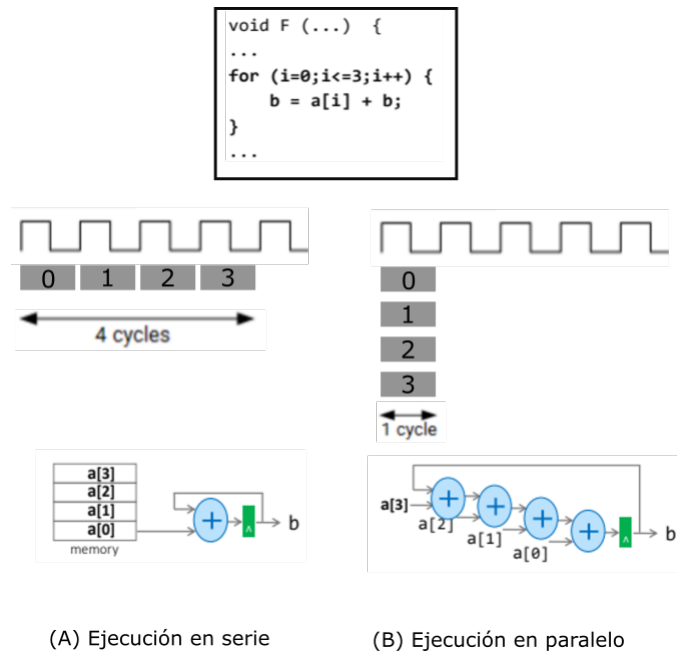 void F (...) {
...
for (i=0;i<=3;i++) {
b = a[i] + b;
}
...
0 1 2 3
4 cycles
0
1
2
3
1 cycle
a[3]
a[2]
a[1]
a[0]
memory
+
b
a[3]
a[2]
a[1]
a[0]
+
+
+
+
b
(A) Ejecución en serie
(B) Ejecución en paralelo